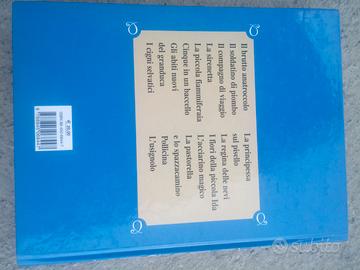 Il brutto anatroccolo
Il soldatino di piombo
Il compagno di viaggio
La sirenetta
La piccola fiammiferaia
Cinque in un baccello
Gli abiti nuovi
del granduca
I cigni selvatici
La principessa
sul pisello
La regina delle nevi
I fiori della piccola Ida
L'acciarino magico
La pastorella
e lo spazzacamino
Pollicina
L'usignolo
subito